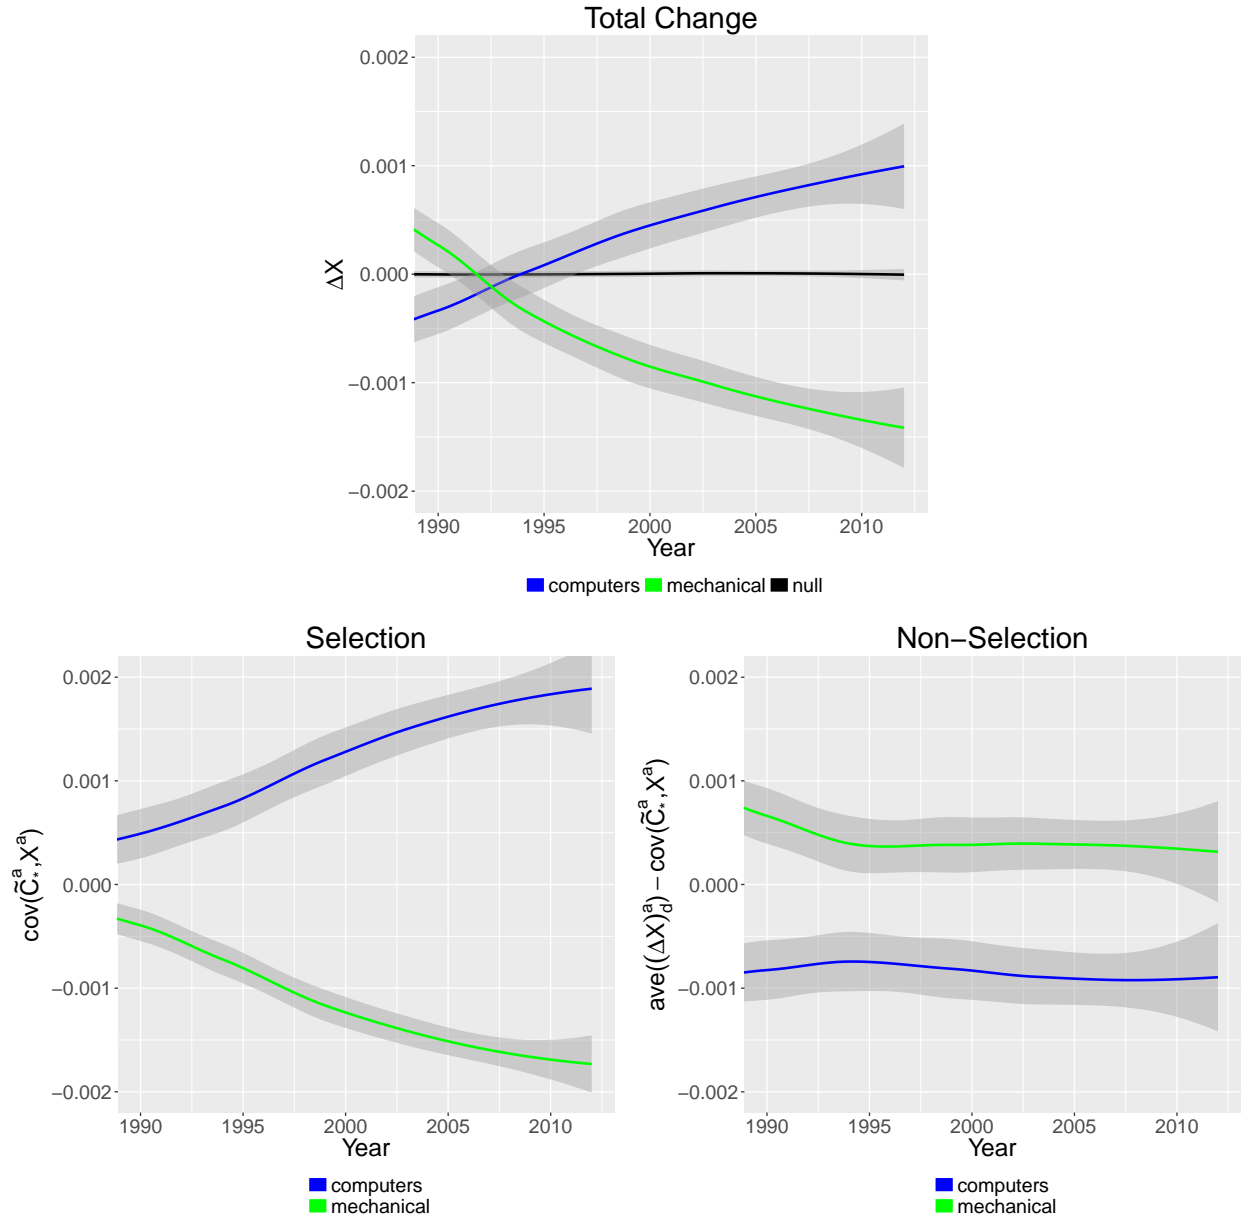 Total Change
0.002
0.001
0.000
−0.001
−0.002
ΔX
1990 1995 2000 2005 2010
Year
computers mechanical null
Selection
0.002
0.001
0.000
−0.001
−0.002
cov(C̃*ᵃ, Xᵃ)
1990 1995 2000 2005 2010
Year
computers
mechanical
Non−Selection
0.002
0.001
0.000
−0.001
−0.002
ave((ΔX)dᵃ) − cov(C̃*ᵃ, Xᵃ)
1990 1995 2000 2005 2010
Year
computers
mechanical